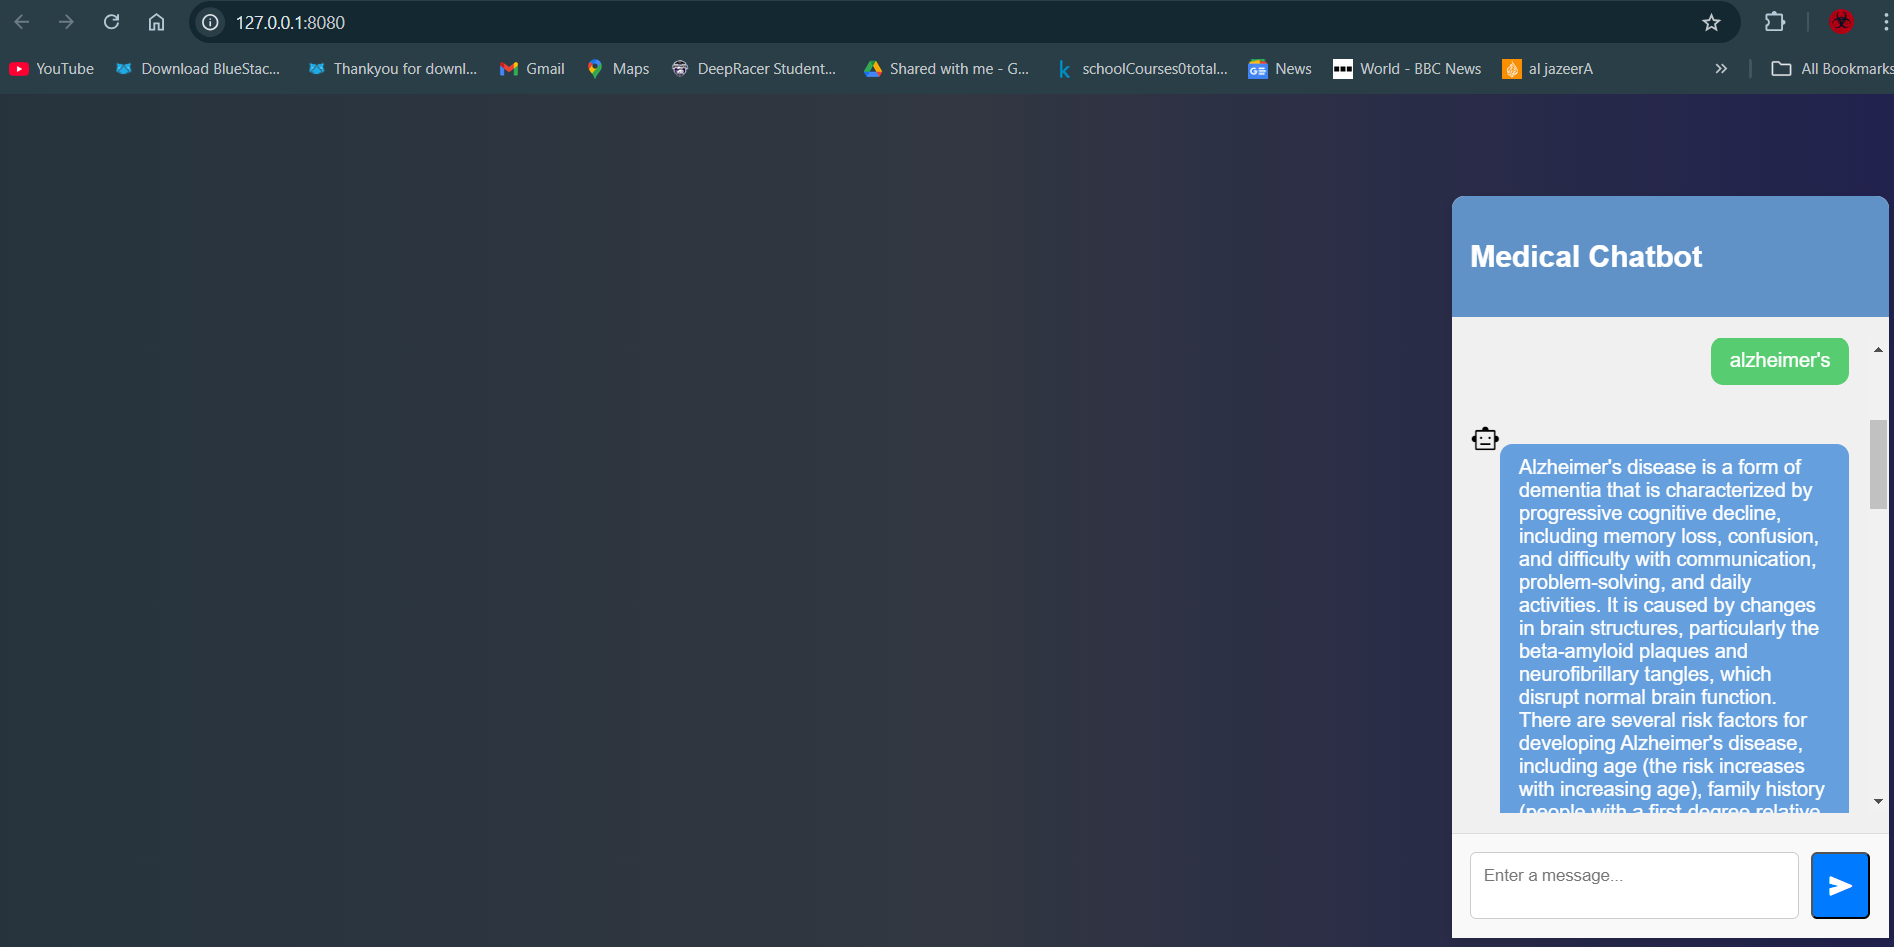 127.0.0.1:8080
YouTube
Download BlueStac...
Thankyou for downl...
Gmail
Maps
DeepRacer Student...
Shared with me - G...
schoolCourses0total...
News
World - BBC News
al jazeerA
All Bookmarks
Medical Chatbot
alzheimer's
Alzheimer's disease is a form of
dementia that is characterized by
progressive cognitive decline,
including memory loss, confusion,
and difficulty with communication,
problem-solving, and daily
activities. It is caused by changes
in brain structures, particularly the
beta-amyloid plaques and
neurofibrillary tangles, which
disrupt normal brain function.
There are several risk factors for
developing Alzheimer's disease,
including age (the risk increases
with increasing age), family history
(people with a first-degree relative
Enter a message...